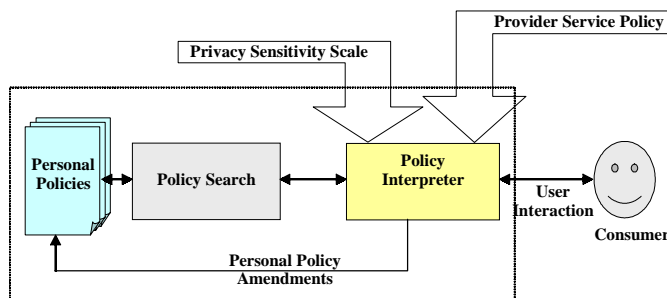 Provider Service Policy
Privacy Sensitivity Scale
Personal
Policies
Policy Search
Policy
Interpreter
User
Interaction
Consumer
Personal Policy
Amendments